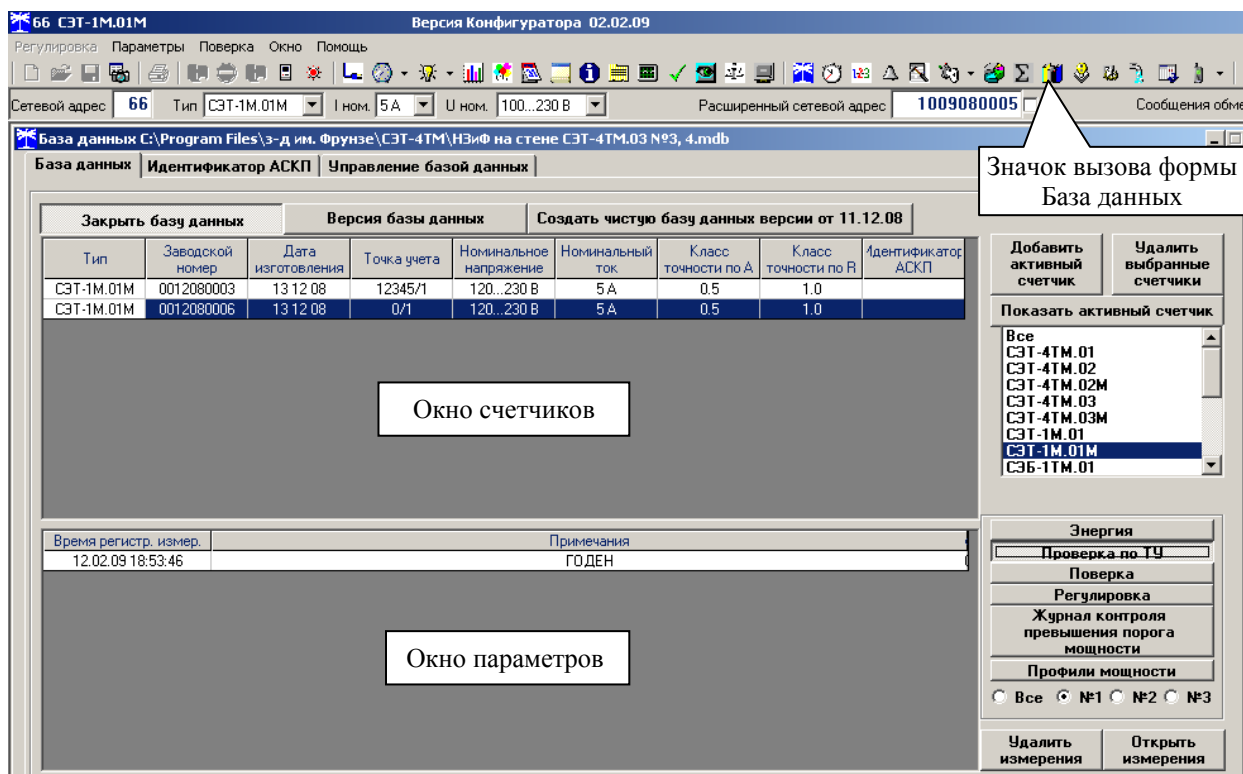 66 СЭТ-1М.01М Версия Конфигуратора 02.02.09
Регулировка Параметры Поверка Окно Помощь
Сетевой адрес 66 Тип СЭТ-1М.01М I ном. 5 А U ном. 100...230 В Расширенный сетевой адрес 1009080005 Сообщения обме
База данных C:\Program Files\з-д им. Фрунзе\СЭТ-4ТМ\НЗиФ на стене СЭТ-4ТМ.03 №3, 4.mdb
База данных Идентификатор АСКП Управление базой данных
Значок вызова формы
База данных
Закрыть базу данных Версия базы данных Создать чистую базу данных версии от 11.12.08
Тип Заводской номер Дата изготовления Точка учета Номинальное напряжение Номинальный ток Класс точности по А Класс точности по R Идентификатор АСКП
СЭТ-1М.01М 0012080003 13 12 08 12345/1 120...230 В 5 А 0.5 1.0
СЭТ-1М.01М 0012080006 13 12 08 0/1 120...230 В 5 А 0.5 1.0
Окно счетчиков
Добавить активный счетчик Удалить выбранные счетчики
Показать активный счетчик
Все
СЭТ-4ТМ.01
СЭТ-4ТМ.02
СЭТ-4ТМ.02М
СЭТ-4ТМ.03
СЭТ-4ТМ.03М
СЭТ-1М.01
СЭТ-1М.01М
СЭБ-1ТМ.01
Время регистр. измер. Примечания
12.02.09 18:53:46 ГОДЕН
Окно параметров
Энергия
Проверка по ТУ
Поверка
Регулировка
Журнал контроля
превышения порога
мощности
Профили мощности
Все №1 №2 №3
Удалить измерения Открыть измерения